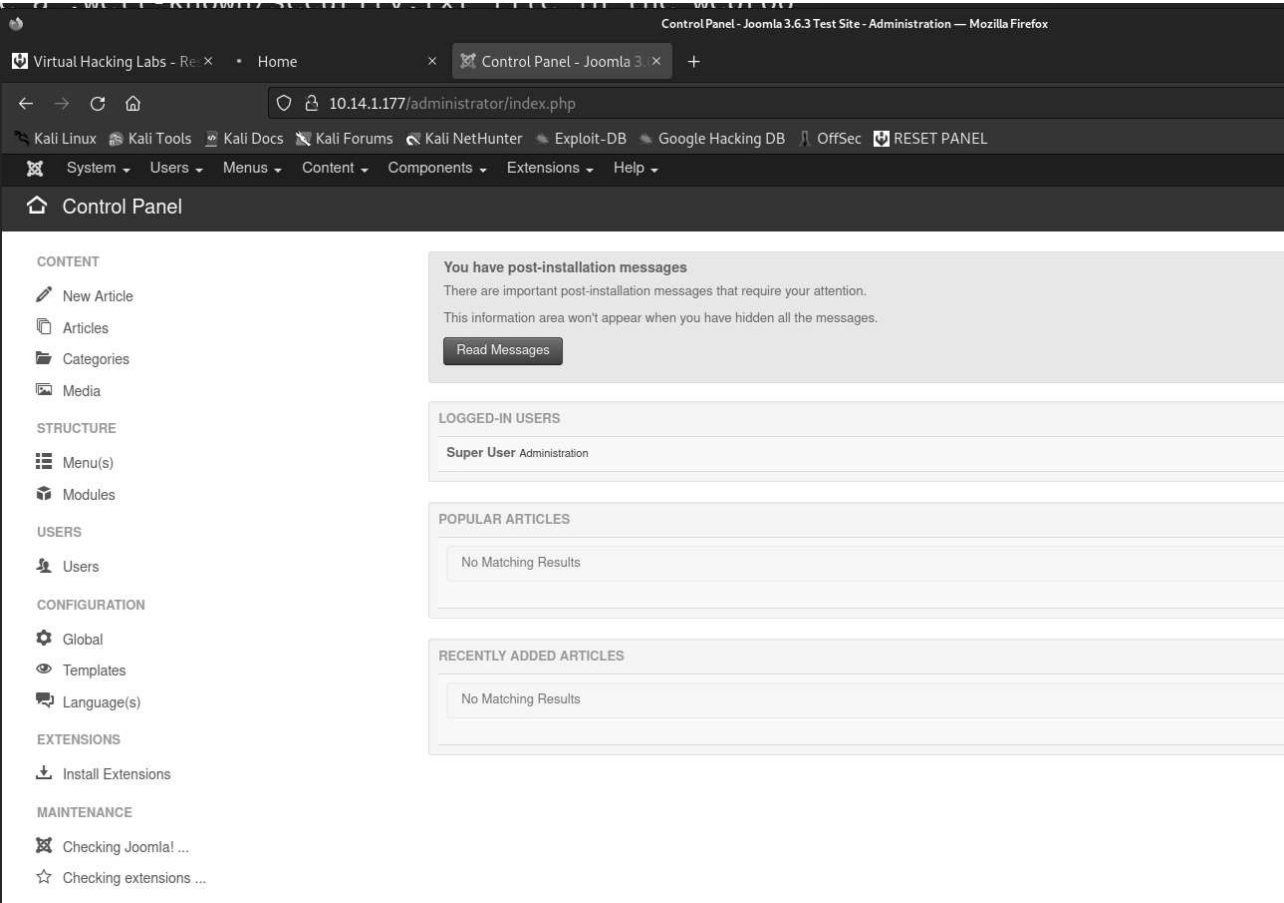 Control Panel - Joomla 3.6.3 Test Site - Administration — Mozilla Firefox
Virtual Hacking Labs - Re × • Home × Control Panel - Joomla 3. × +
10.14.1.177/administrator/index.php
Kali Linux Kali Tools Kali Docs Kali Forums Kali NetHunter Exploit-DB Google Hacking DB OffSec RESET PANEL
System Users Menus Content Components Extensions Help
Control Panel
CONTENT
New Article
Articles
Categories
Media
STRUCTURE
Menu(s)
Modules
USERS
Users
CONFIGURATION
Global
Templates
Language(s)
EXTENSIONS
Install Extensions
MAINTENANCE
Checking Joomla! ...
Checking extensions ...
You have post-installation messages
There are important post-installation messages that require your attention.
This information area won't appear when you have hidden all the messages.
Read Messages
LOGGED-IN USERS
Super User Administration
POPULAR ARTICLES
No Matching Results
RECENTLY ADDED ARTICLES
No Matching Results